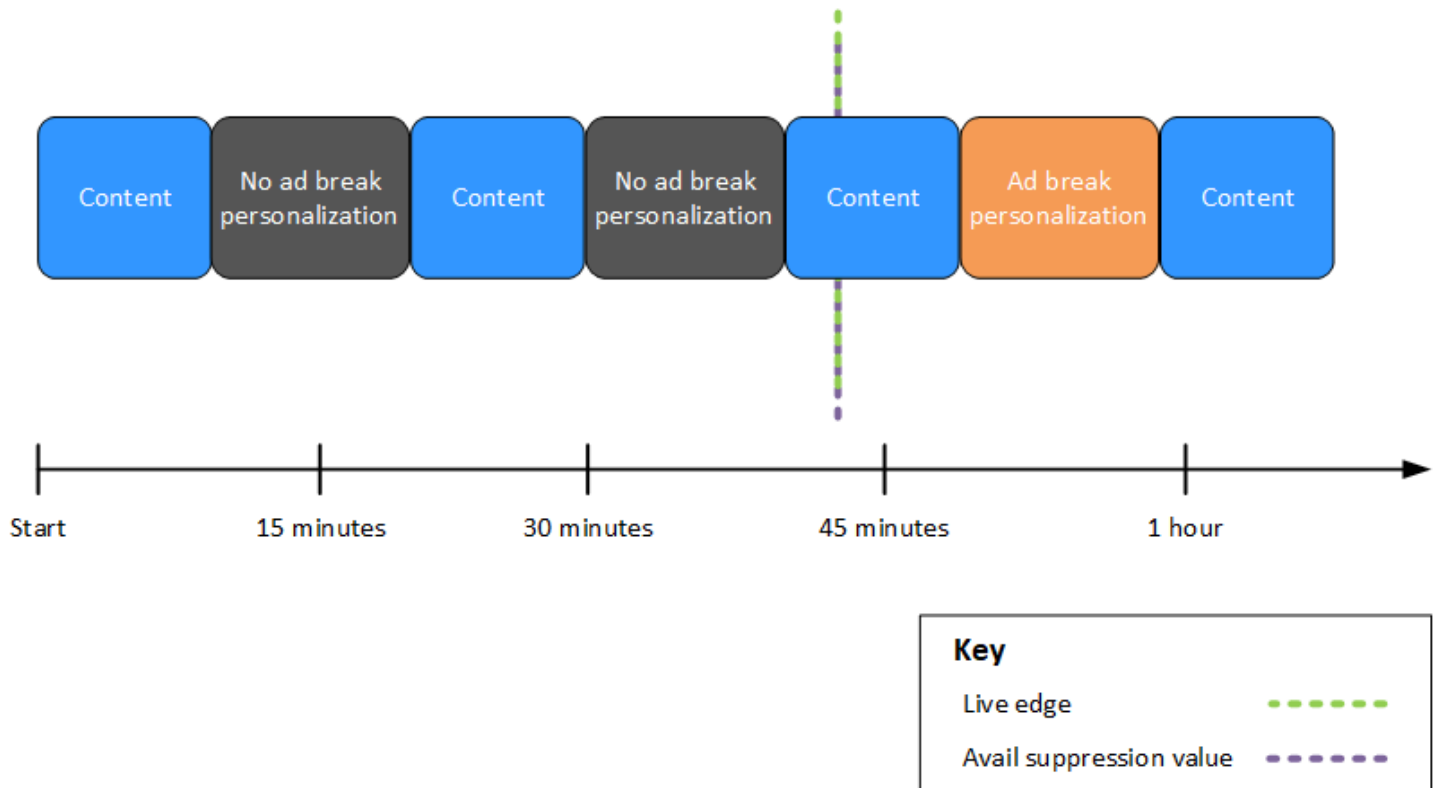 Content
No ad break
personalization
Content
No ad break
personalization
Content
Ad break
personalization
Content
Start
15 minutes
30 minutes
45 minutes
1 hour
Key
Live edge
Avail suppression value